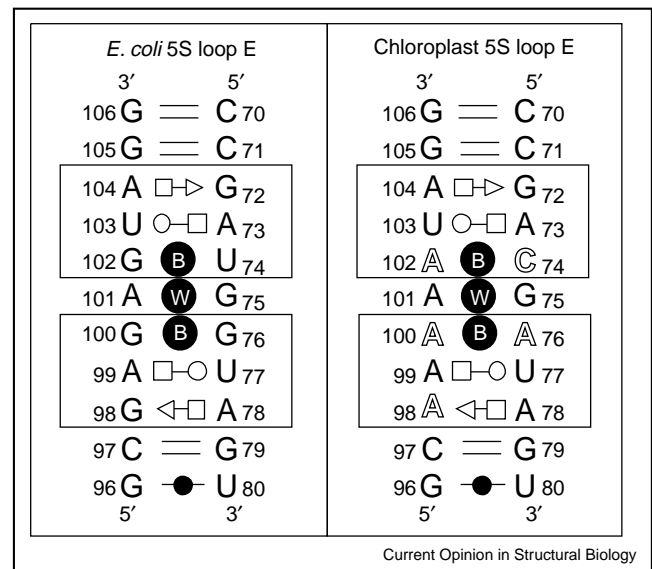 E. coli 5S loop E
3′ 5′
106 G C 70
105 G C 71
104 A G 72
103 U A 73
102 G B U 74
101 A W G 75
100 G B G 76
99 A U 77
98 G A 78
97 C G 79
96 G U 80
5′ 3′
Chloroplast 5S loop E
3′ 5′
106 G C 70
105 G C 71
104 A G 72
103 U A 73
102 A B C 74
101 A W G 75
100 A B A 76
99 A U 77
98 A A 78
97 C G 79
96 G U 80
5′ 3′
Current Opinion in Structural Biology